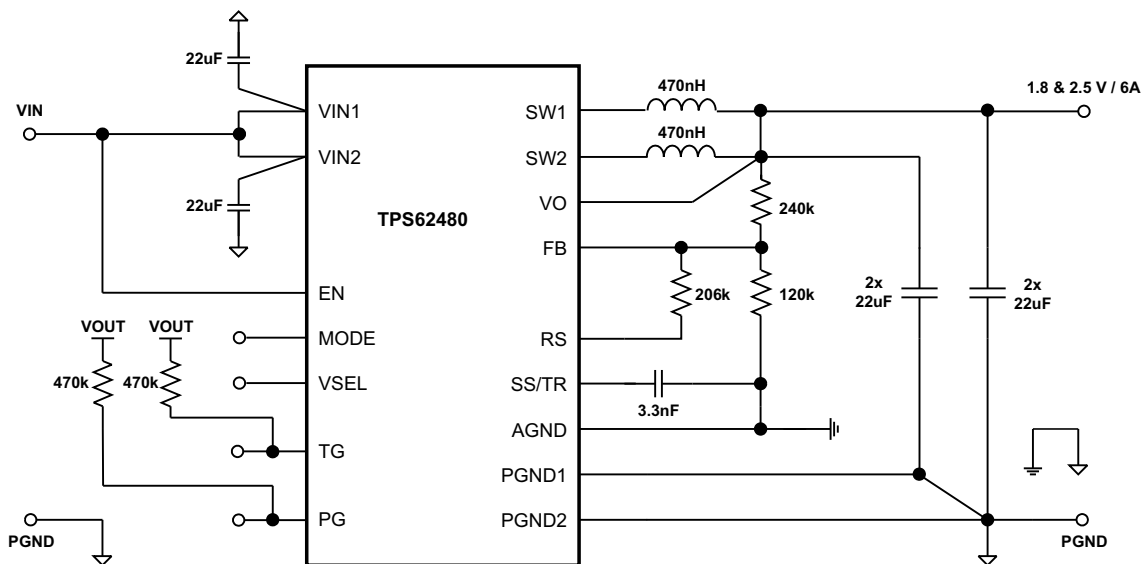 22uF
VIN
VIN1
VIN2
22uF
TPS62480
EN
MODE
VSEL
VOUT
VOUT
470k
470k
TG
PG
PGND
SW1
470nH
1.8 & 2.5 V / 6A
SW2
470nH
VO
240k
FB
206k
120k
2x
22uF
2x
22uF
RS
SS/TR
3.3nF
AGND
PGND1
PGND2
PGND